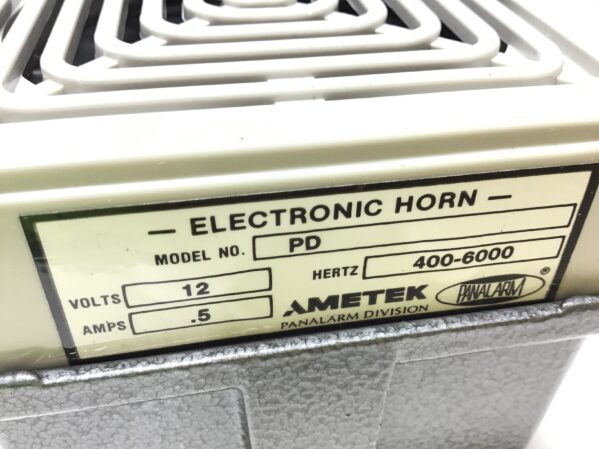 — ELECTRONIC HORN —
MODEL NO. PD
VOLTS 12 HERTZ 400-6000
AMPS .5 AMETEK PANALARM ®
PANALARM DIVISION